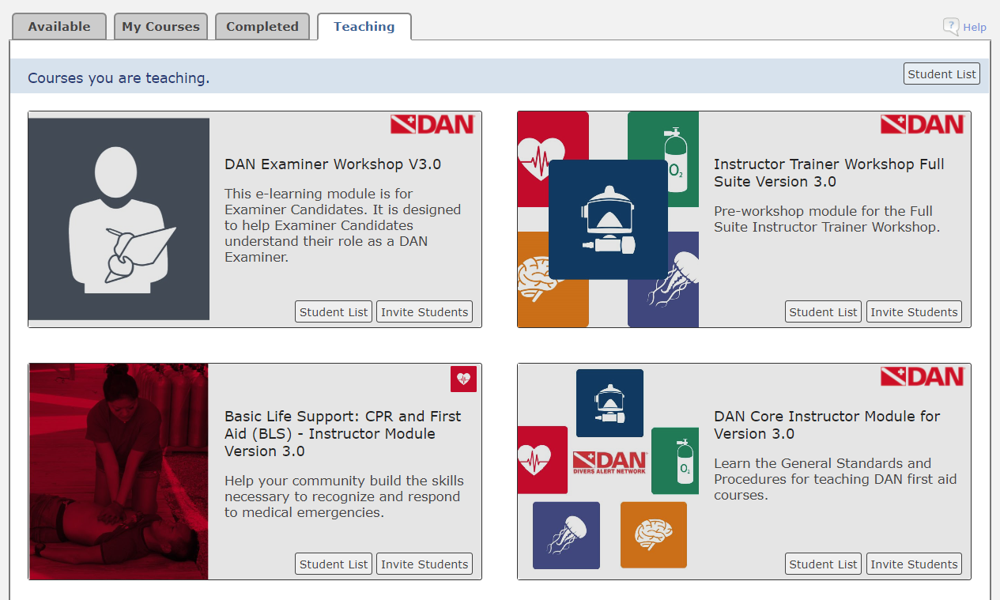 Available
My Courses
Completed
Teaching
? Help
Courses you are teaching.
Student List
DAN
DAN Examiner Workshop V3.0
This e-learning module is for
Examiner Candidates. It is designed
to help Examiner Candidates
understand their role as a DAN
Examiner.
Student List
Invite Students
O2
DAN
Instructor Trainer Workshop Full
Suite Version 3.0
Pre-workshop module for the Full
Suite Instructor Trainer Workshop.
Student List
Invite Students
Basic Life Support: CPR and First
Aid (BLS) - Instructor Module
Version 3.0
Help your community build the skills
necessary to recognize and respond
to medical emergencies.
Student List
Invite Students
DAN
DIVERS ALERT NETWORK
O2
DAN
DAN Core Instructor Module for
Version 3.0
Learn the General Standards and
Procedures for teaching DAN first aid
courses.
Student List
Invite Students